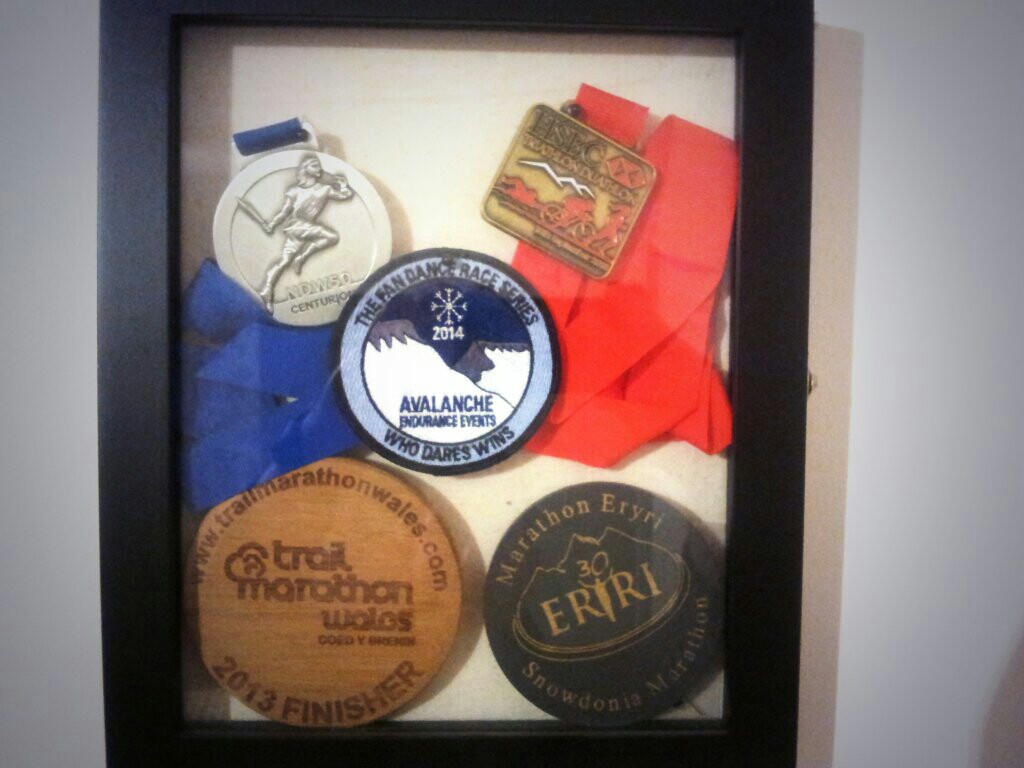 NDW50
CENTURION
HSBC
THE FAN DANCE RACE SERIES
2014
AVALANCHE
ENDURANCE EVENTS
WHO DARES WINS
www.trailmarathonwales.com
trail
marathon
wales
COED Y BRENIN
2013 FINISHER
Marathon Eryri
30
ERYRI
Snowdonia Marathon